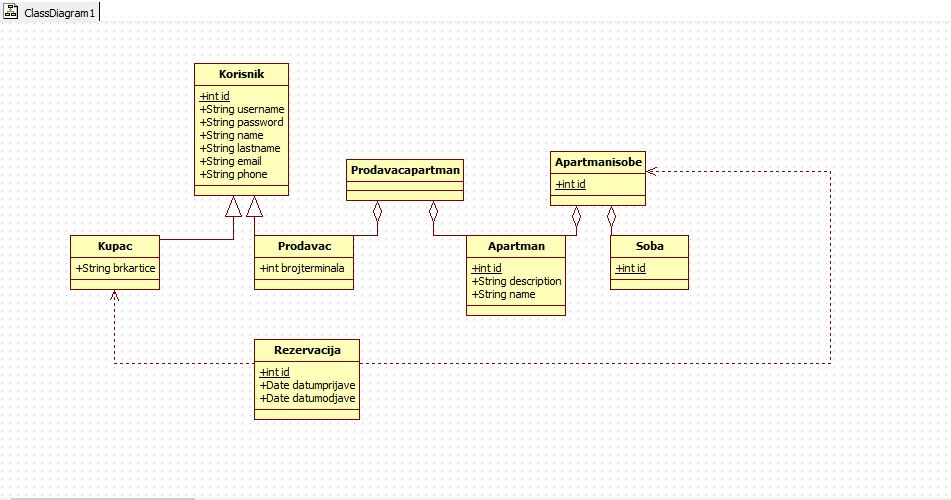 ClassDiagram1
Korisnik
+int id
+String username
+String password
+String name
+String lastname
+String email
+String phone
Prodavacapartman
Apartmanisobe
+int id
Kupac
+String brkartice
Prodavac
+int brojterminala
Apartman
+int id
+String description
+String name
Soba
+int id
Rezervacija
+int id
+Date datumprijave
+Date datumodjave